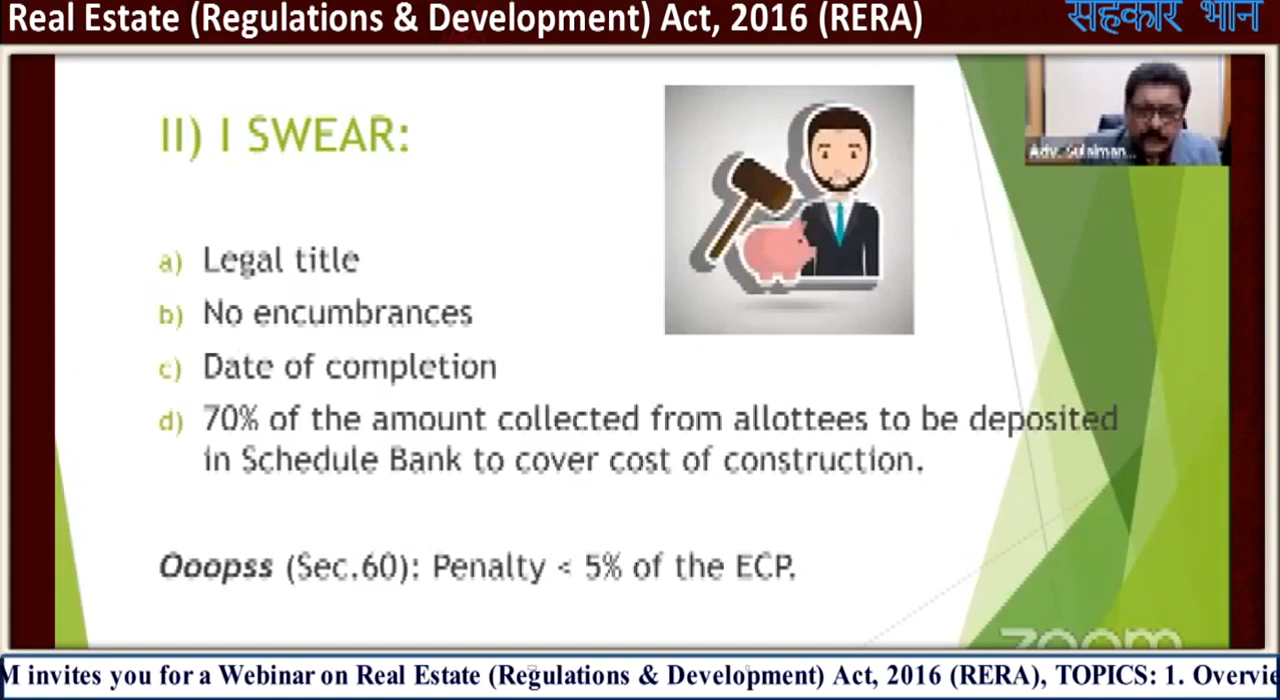 Real Estate (Regulations & Development) Act, 2016 (RERA)
सहकार भान
Adv. Sulaiman...
II) I SWEAR:
a) Legal title
b) No encumbrances
c) Date of completion
d) 70% of the amount collected from allottees to be deposited
in Schedule Bank to cover cost of construction.
Ooopss (Sec.60): Penalty < 5% of the ECP.
zoom
M invites you for a Webinar on Real Estate (Regulations & Development) Act, 2016 (RERA), TOPICS: 1. Overvie